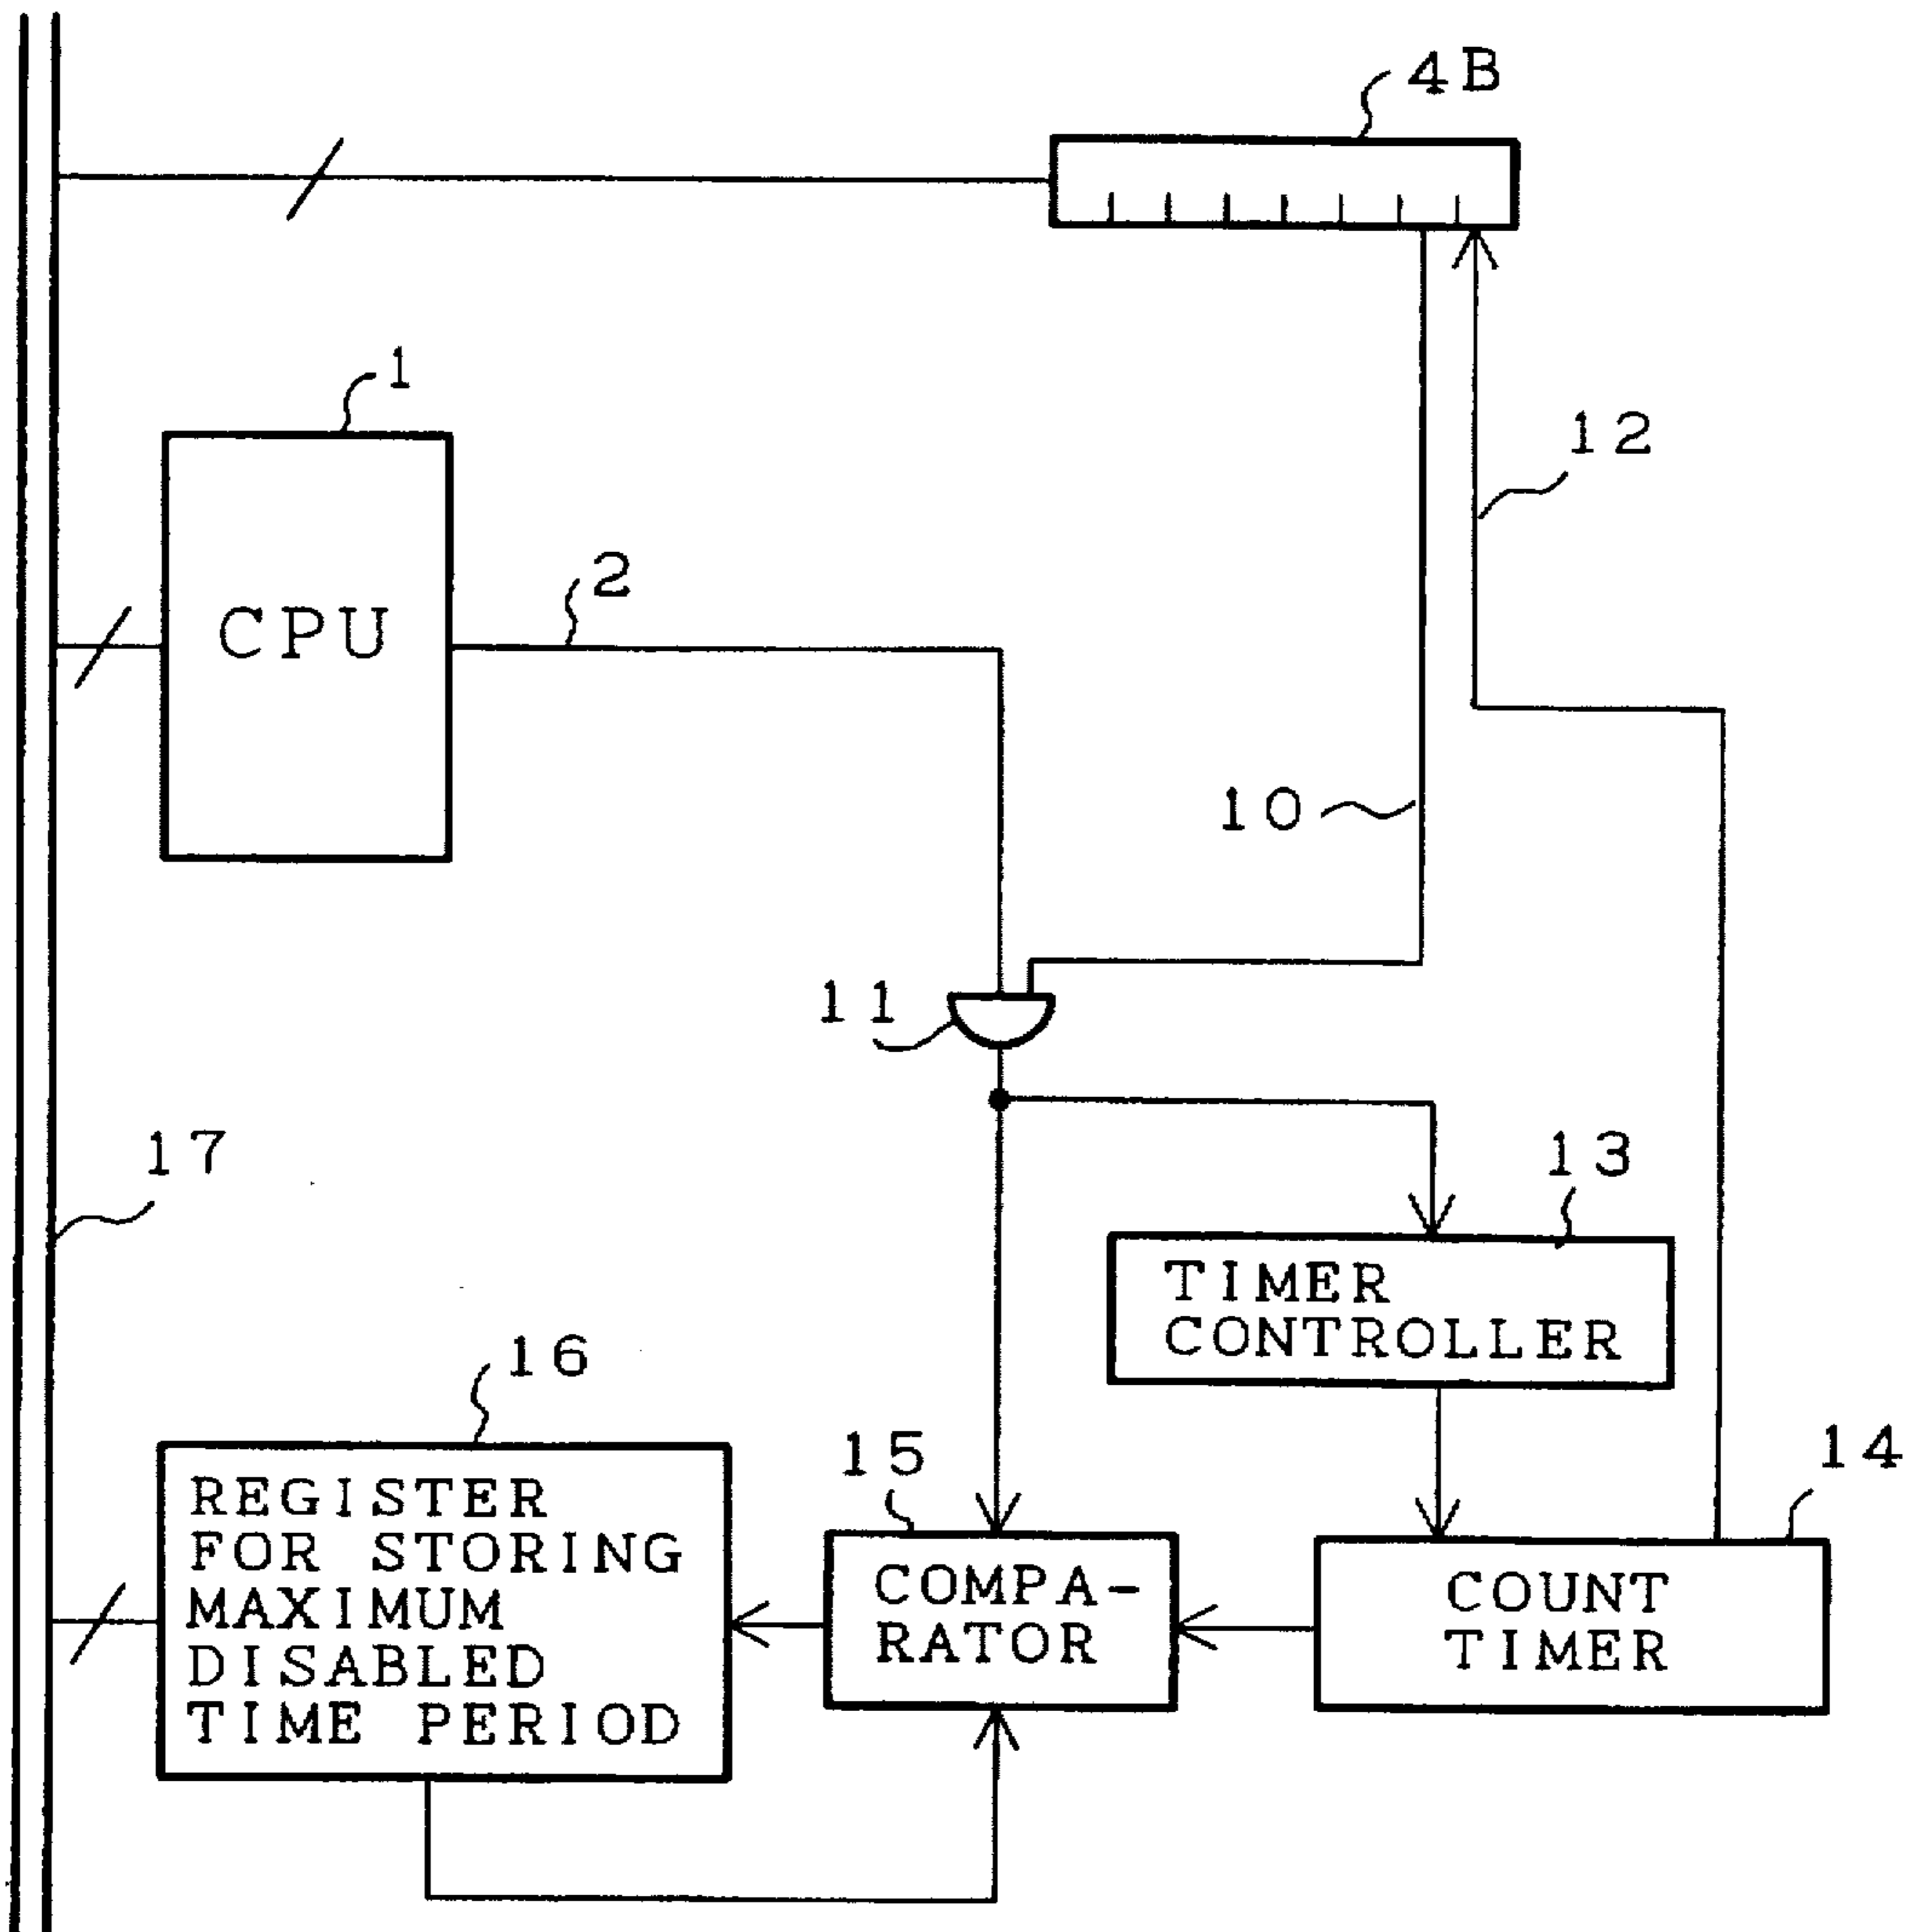 4B
1
12
2
CPU
10
11
17
13
TIMER
CONTROLLER
16
15
14
REGISTER
FOR STORING
MAXIMUM
DISABLED
TIME PERIOD
COMPA-
RATOR
COUNT
TIMER